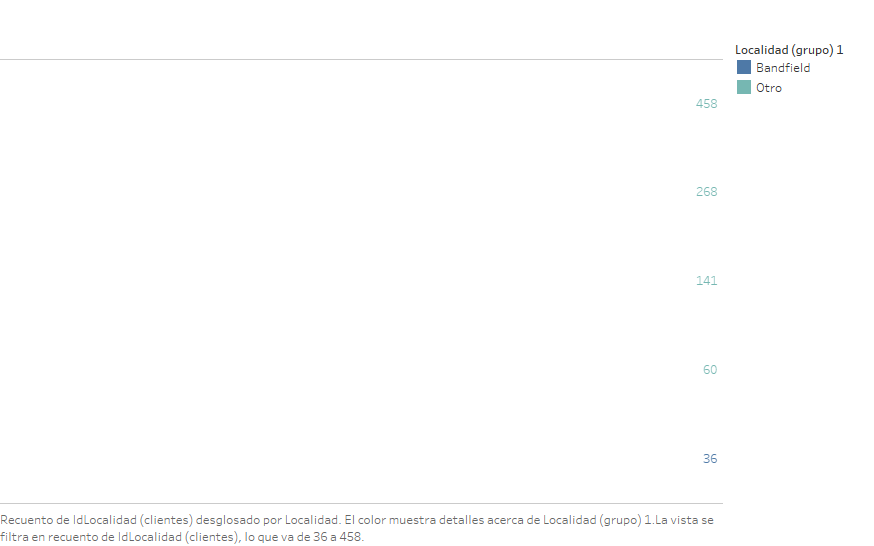 Localidad (grupo) 1
Bandfield
Otro
458
268
141
60
36
Recuento de IdLocalidad (clientes) desglosado por Localidad. El color muestra detalles acerca de Localidad (grupo) 1.La vista se
filtra en recuento de IdLocalidad (clientes), lo que va de 36 a 458.